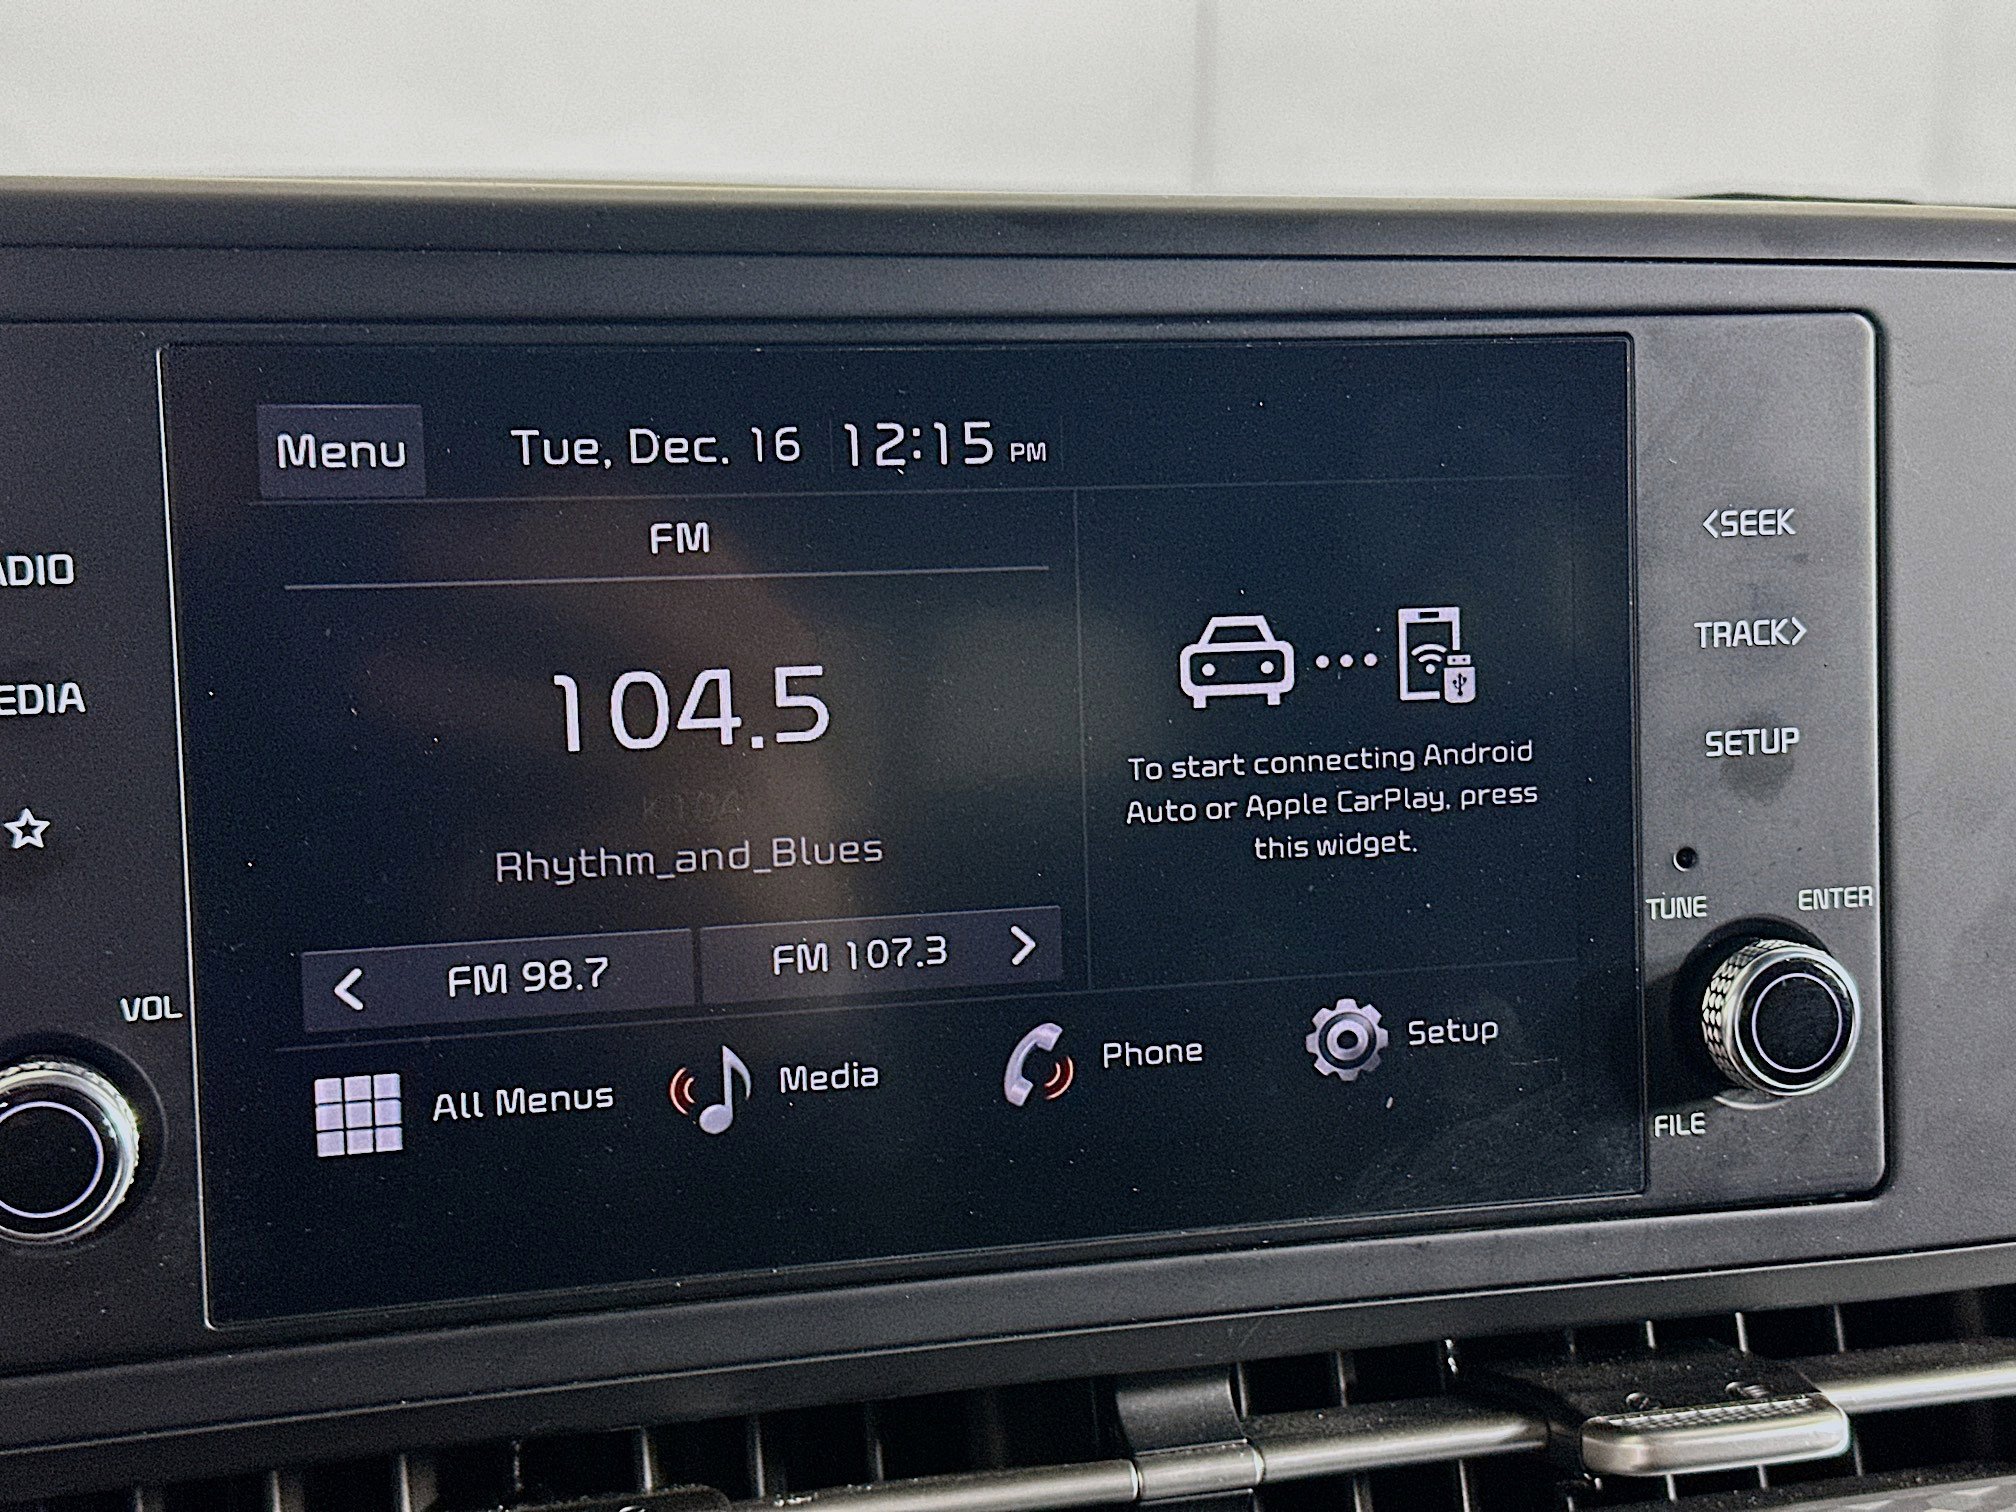 Menu
Tue, Dec. 16 12:15 PM
FM
104.5
Rhythm_and_Blues
< FM 98.7
FM 107.3 >
To start connecting Android
Auto or Apple CarPlay, press
this widget.
All Menus
Media
Phone
Setup
VOL
<SEEK
TRACK>
SETUP
TUNE
ENTER
FILE